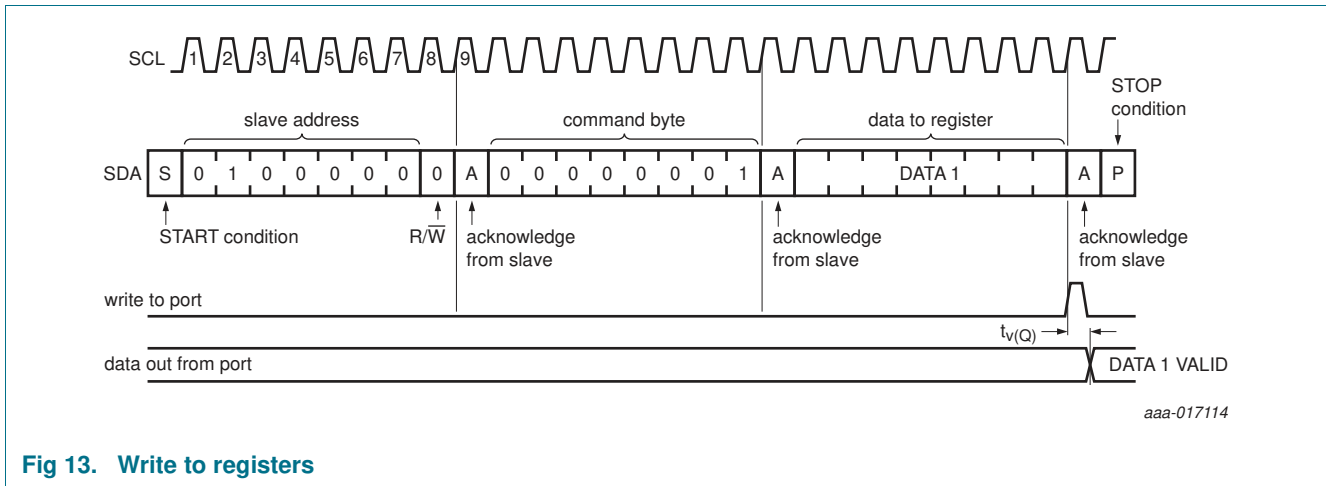 SCL 1 2 3 4 5 6 7 8 9
STOP
condition
slave address command byte data to register
SDA S 0 1 0 0 0 0 0 0 A 0 0 0 0 0 0 0 1 A DATA 1 A P
START condition R/W̅ acknowledge acknowledge acknowledge
from slave from slave from slave
write to port
tv(Q)
data out from port DATA 1 VALID
aaa-017114
Fig 13. Write to registers